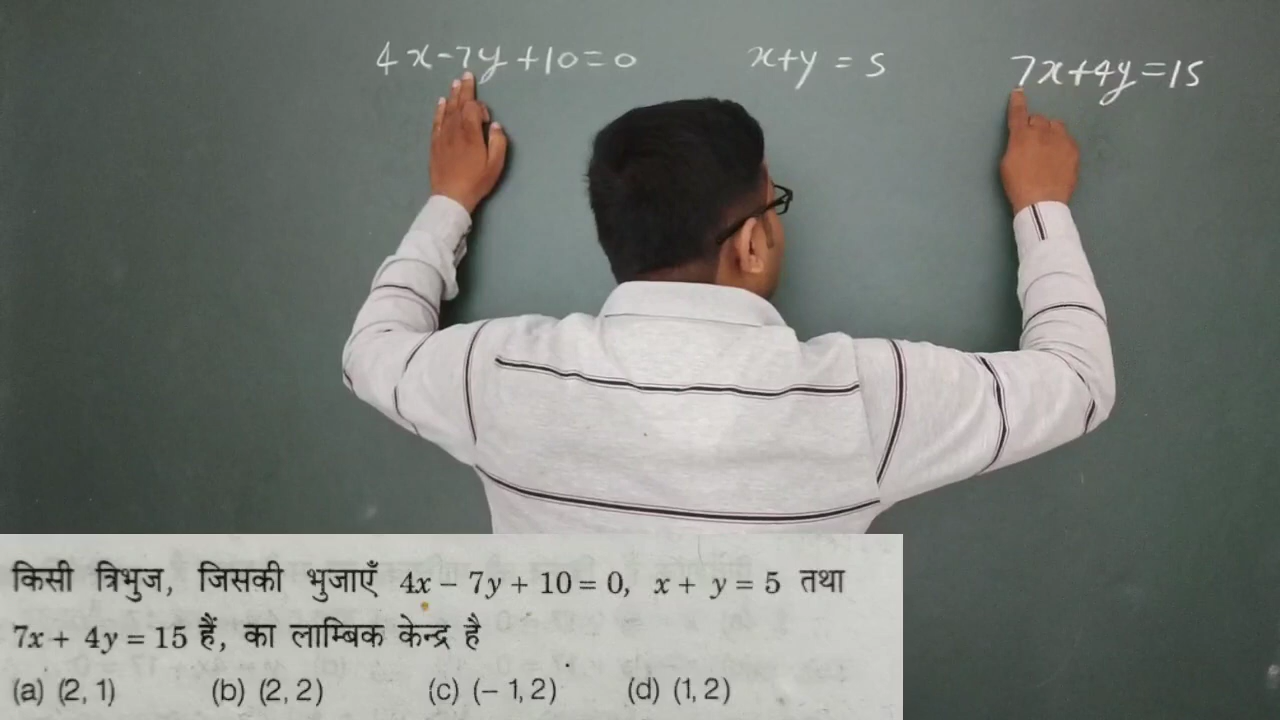 4x-7y+10=0 x+y=5 7x+4y=15
किसी त्रिभुज, जिसकी भुजाएँ 4x – 7y + 10 = 0, x + y = 5 तथा
7x + 4y = 15 हैं, का लाम्बिक केन्द्र है
(a) (2, 1) (b) (2, 2) (c) (– 1, 2) (d) (1, 2)